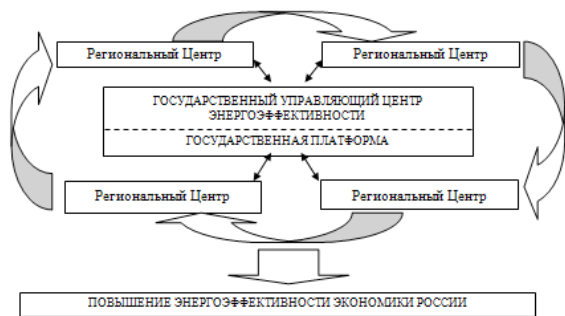 Региональный Центр
Региональный Центр
ГОСУДАРСТВЕННЫЙ УПРАВЛЯЮЩИЙ ЦЕНТР
ЭНЕРГОЭФФЕКТИВНОСТИ
ГОСУДАРСТВЕННАЯ ПЛАТФОРМА
Региональный Центр
Региональный Центр
ПОВЫШЕНИЕ ЭНЕРГОЭФФЕКТИВНОСТИ ЭКОНОМИКИ РОССИИ